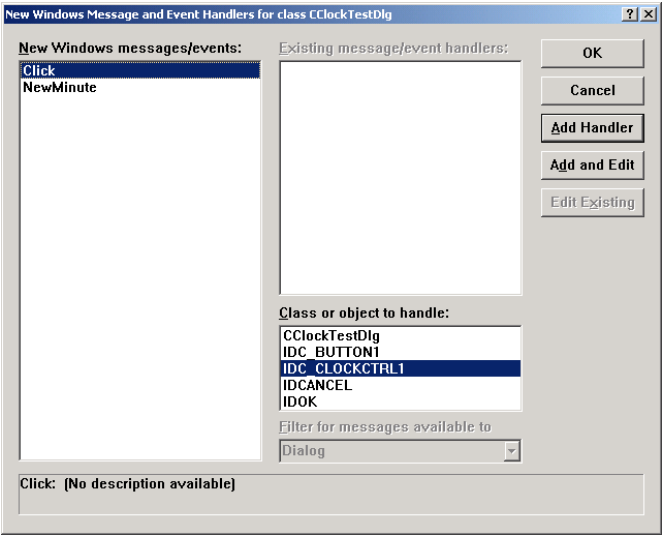 New Windows Message and Event Handlers for class CClockTestDlg
New Windows messages/events:
Click
NewMinute
Existing message/event handlers:
Class or object to handle:
CClockTestDlg
IDC_BUTTON1
IDC_CLOCKCTRL1
IDCANCEL
IDOK
Filter for messages available to
Dialog
OK
Cancel
Add Handler
Add and Edit
Edit Existing
Click: (No description available)